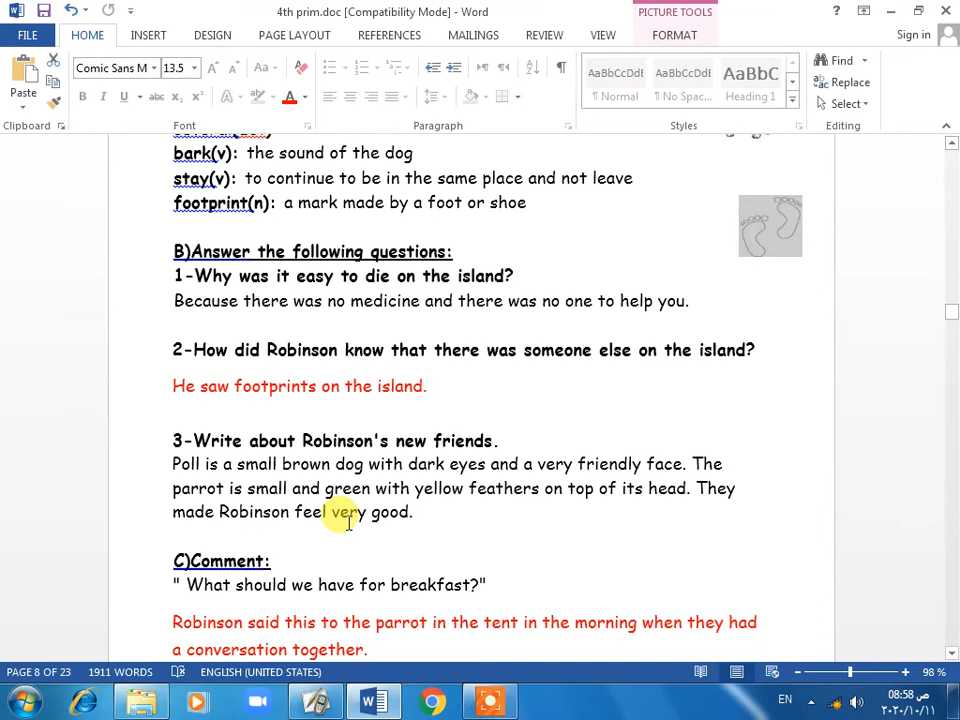 4th prim.doc [Compatibility Mode] - Word
PICTURE TOOLS
FILE HOME INSERT DESIGN PAGE LAYOUT REFERENCES MAILINGS REVIEW VIEW FORMAT Sign in
Paste
Comic Sans M 13.5
AaBbCcDdE AaBbCcDdE AaBbC
¶ Normal ¶ No Spac... Heading 1
Find
Replace
Select
Clipboard Font Paragraph Styles Editing
bark(v): the sound of the dog
stay(v): to continue to be in the same place and not leave
footprint(n): a mark made by a foot or shoe
B)Answer the following questions:
1-Why was it easy to die on the island?
Because there was no medicine and there was no one to help you.
2-How did Robinson know that there was someone else on the island?
He saw footprints on the island.
3-Write about Robinson's new friends.
Poll is a small brown dog with dark eyes and a very friendly face. The
parrot is small and green with yellow feathers on top of its head. They
made Robinson feel very good.
C)Comment:
" What should we have for breakfast?"
Robinson said this to the parrot in the tent in the morning when they had
a conversation together.
PAGE 8 OF 23 1911 WORDS ENGLISH (UNITED STATES) 98 %
EN
08:58 ص
٢٠٢٠/١٠/١١